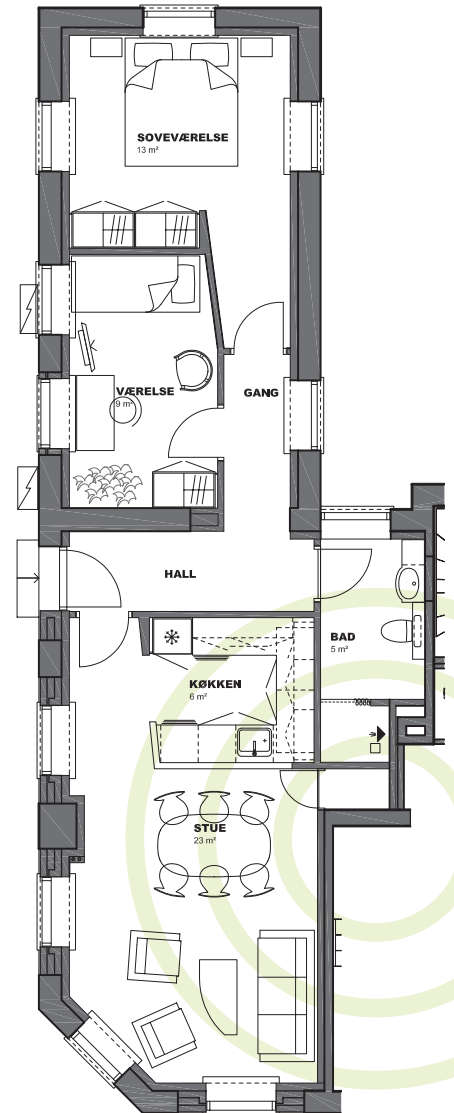 SOVEVÆRELSE
13 m²
VÆRELSE
9 m²
GANG
HALL
BAD
5 m²
KØKKEN
6 m²
STUE
23 m²